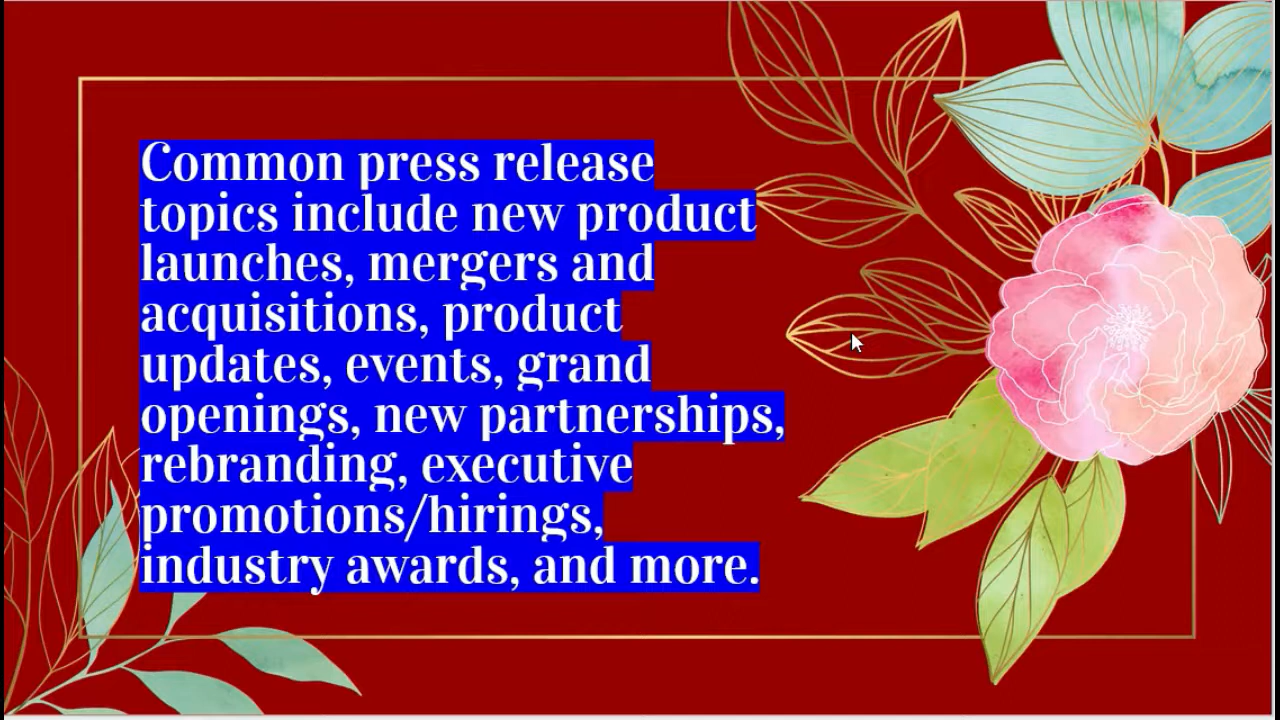 Common press release
topics include new product
launches, mergers and
acquisitions, product
updates, events, grand
openings, new partnerships,
rebranding, executive
promotions/hirings,
industry awards, and more.